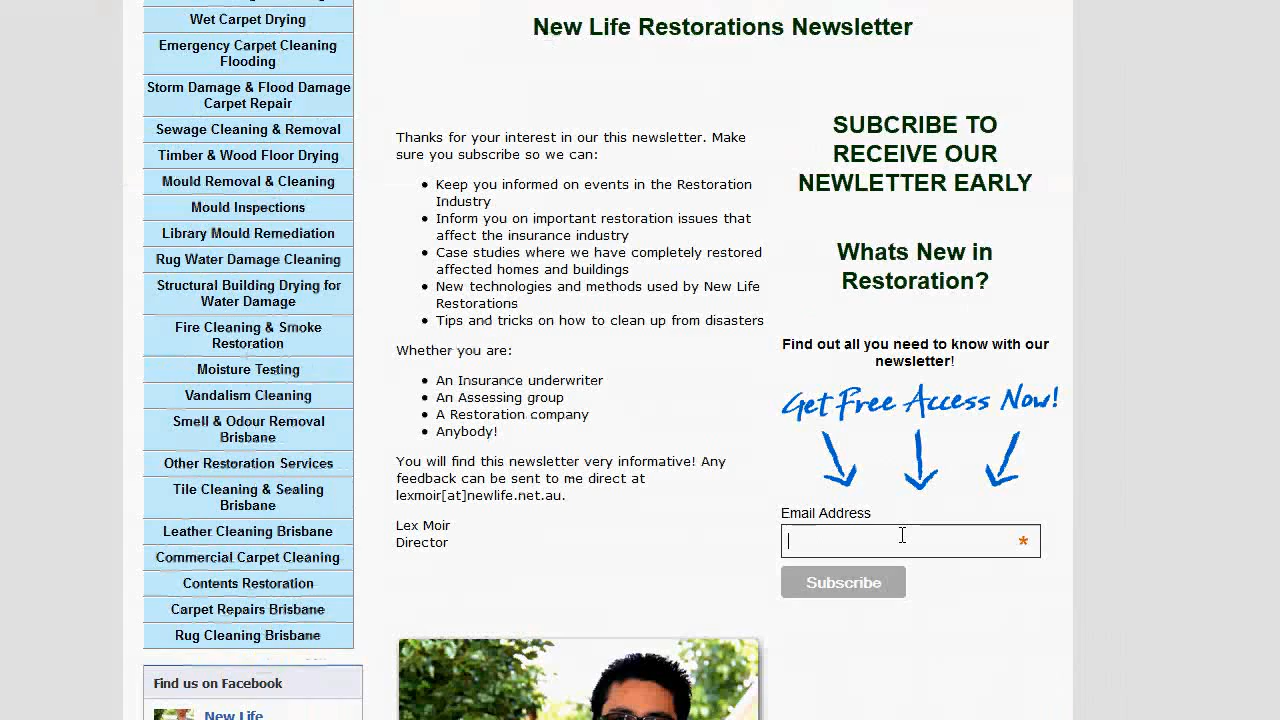 Wet Carpet Drying
Emergency Carpet Cleaning
Flooding
Storm Damage & Flood Damage
Carpet Repair
Sewage Cleaning & Removal
Timber & Wood Floor Drying
Mould Removal & Cleaning
Mould Inspections
Library Mould Remediation
Rug Water Damage Cleaning
Structural Building Drying for
Water Damage
Fire Cleaning & Smoke
Restoration
Moisture Testing
Vandalism Cleaning
Smell & Odour Removal
Brisbane
Other Restoration Services
Tile Cleaning & Sealing
Brisbane
Leather Cleaning Brisbane
Commercial Carpet Cleaning
Contents Restoration
Carpet Repairs Brisbane
Rug Cleaning Brisbane
Find us on Facebook
New Life
New Life Restorations Newsletter
Thanks for your interest in our this newsletter. Make
sure you subscribe so we can:
• Keep you informed on events in the Restoration
Industry
• Inform you on important restoration issues that
affect the insurance industry
• Case studies where we have completely restored
affected homes and buildings
• New technologies and methods used by New Life
Restorations
• Tips and tricks on how to clean up from disasters
Whether you are:
• An Insurance underwriter
• An Assessing group
• A Restoration company
• Anybody!
You will find this newsletter very informative! Any
feedback can be sent to me direct at
lexmoir[at]newlife.net.au.
Lex Moir
Director
SUBCRIBE TO
RECEIVE OUR
NEWLETTER EARLY
Whats New in
Restoration?
Find out all you need to know with our
newsletter!
Get Free Access Now!
Email Address
*
Subscribe